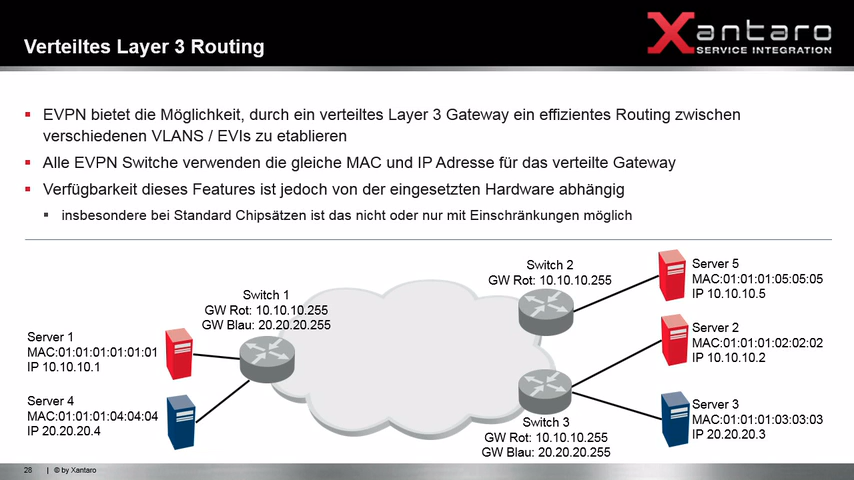 Verteiltes Layer 3 Routing
Xantaro
SERVICE INTEGRATION
EVPN bietet die Möglichkeit, durch ein verteiltes Layer 3 Gateway ein effizientes Routing zwischen
verschiedenen VLANS / EVIs zu etablieren
Alle EVPN Switche verwenden die gleiche MAC und IP Adresse für das verteilte Gateway
Verfügbarkeit dieses Features ist jedoch von der eingesetzten Hardware abhängig
insbesondere bei Standard Chipsätzen ist das nicht oder nur mit Einschränkungen möglich
Switch 1
GW Rot: 10.10.10.255
GW Blau: 20.20.20.255
Server 1
MAC:01:01:01:01:01:01
IP 10.10.10.1
Server 4
MAC:01:01:01:04:04:04
IP 20.20.20.4
Switch 2
GW Rot: 10.10.10.255
Server 5
MAC:01:01:01:05:05:05
IP 10.10.10.5
Server 2
MAC:01:01:01:02:02:02
IP 10.10.10.2
Server 3
MAC:01:01:01:03:03:03
IP 20.20.20.3
Switch 3
GW Rot: 10.10.10.255
GW Blau: 20.20.20.255
28 | © by Xantaro